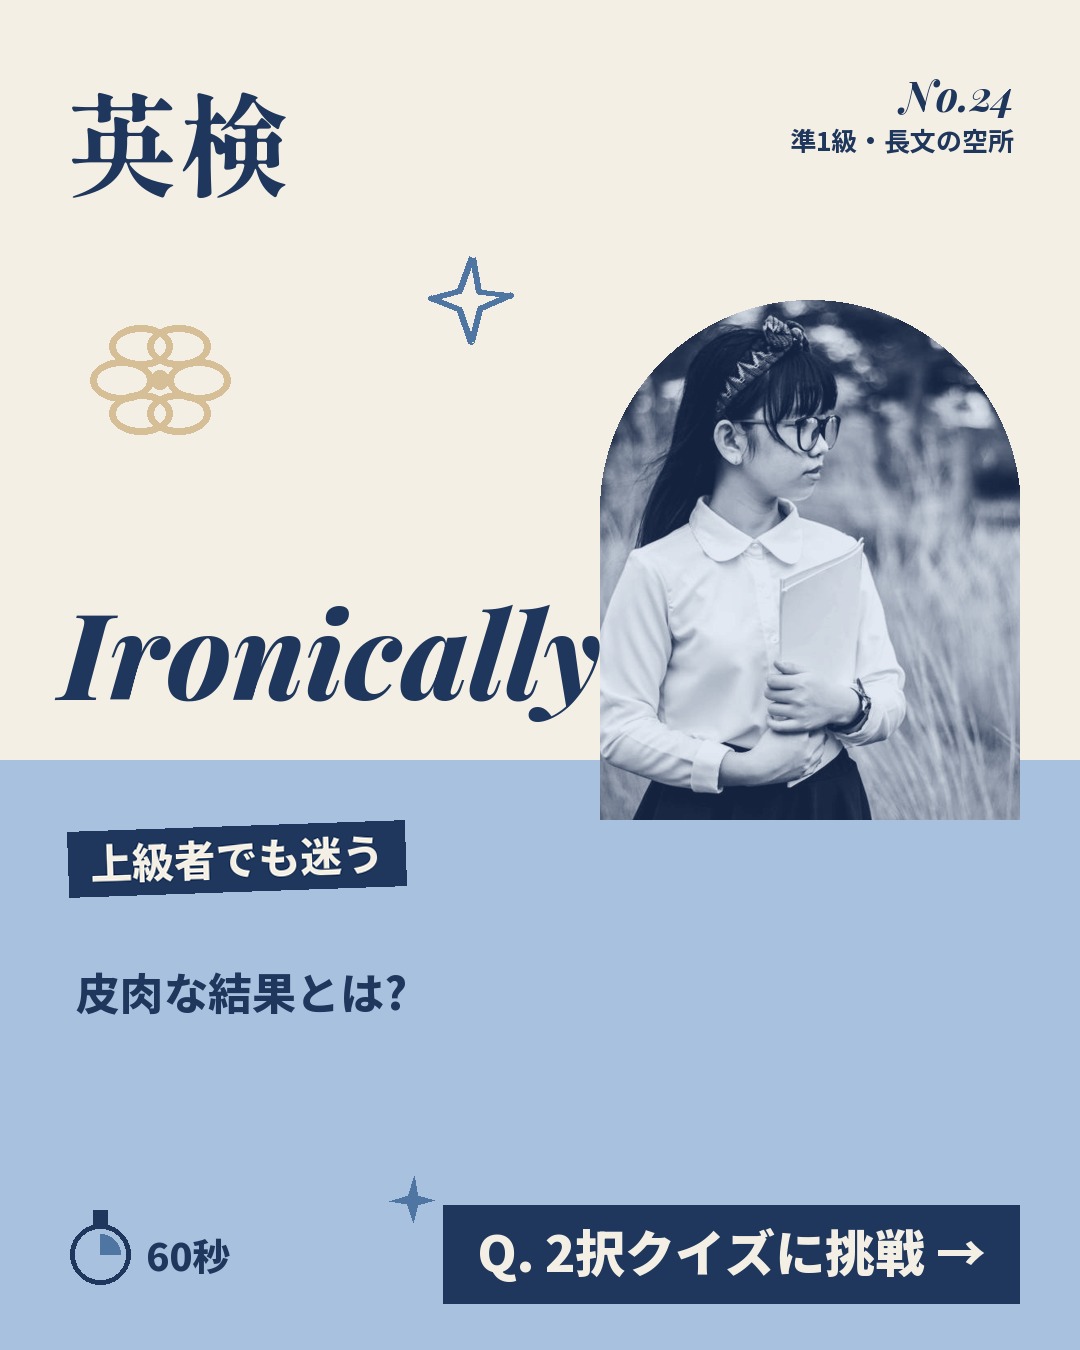 英検
No.24
準1級・長文の空所
Ironically
上級者でも迷う
皮肉な結果とは?
60秒
Q. 2択クイズに挑戦 →